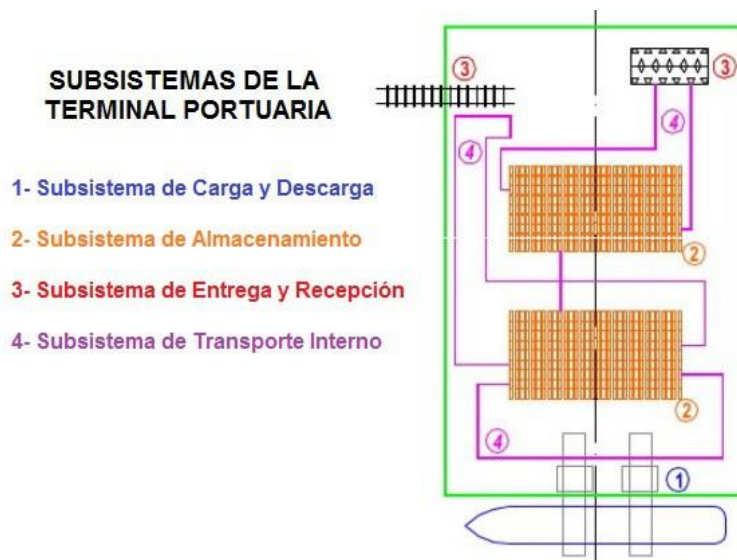 SUBSISTEMAS DE LA
TERMINAL PORTUARIA
1- Subsistema de Carga y Descarga
2- Subsistema de Almacenamiento
3- Subsistema de Entrega y Recepción
4- Subsistema de Transporte Interno
3
3
4
4
2
2
4
1